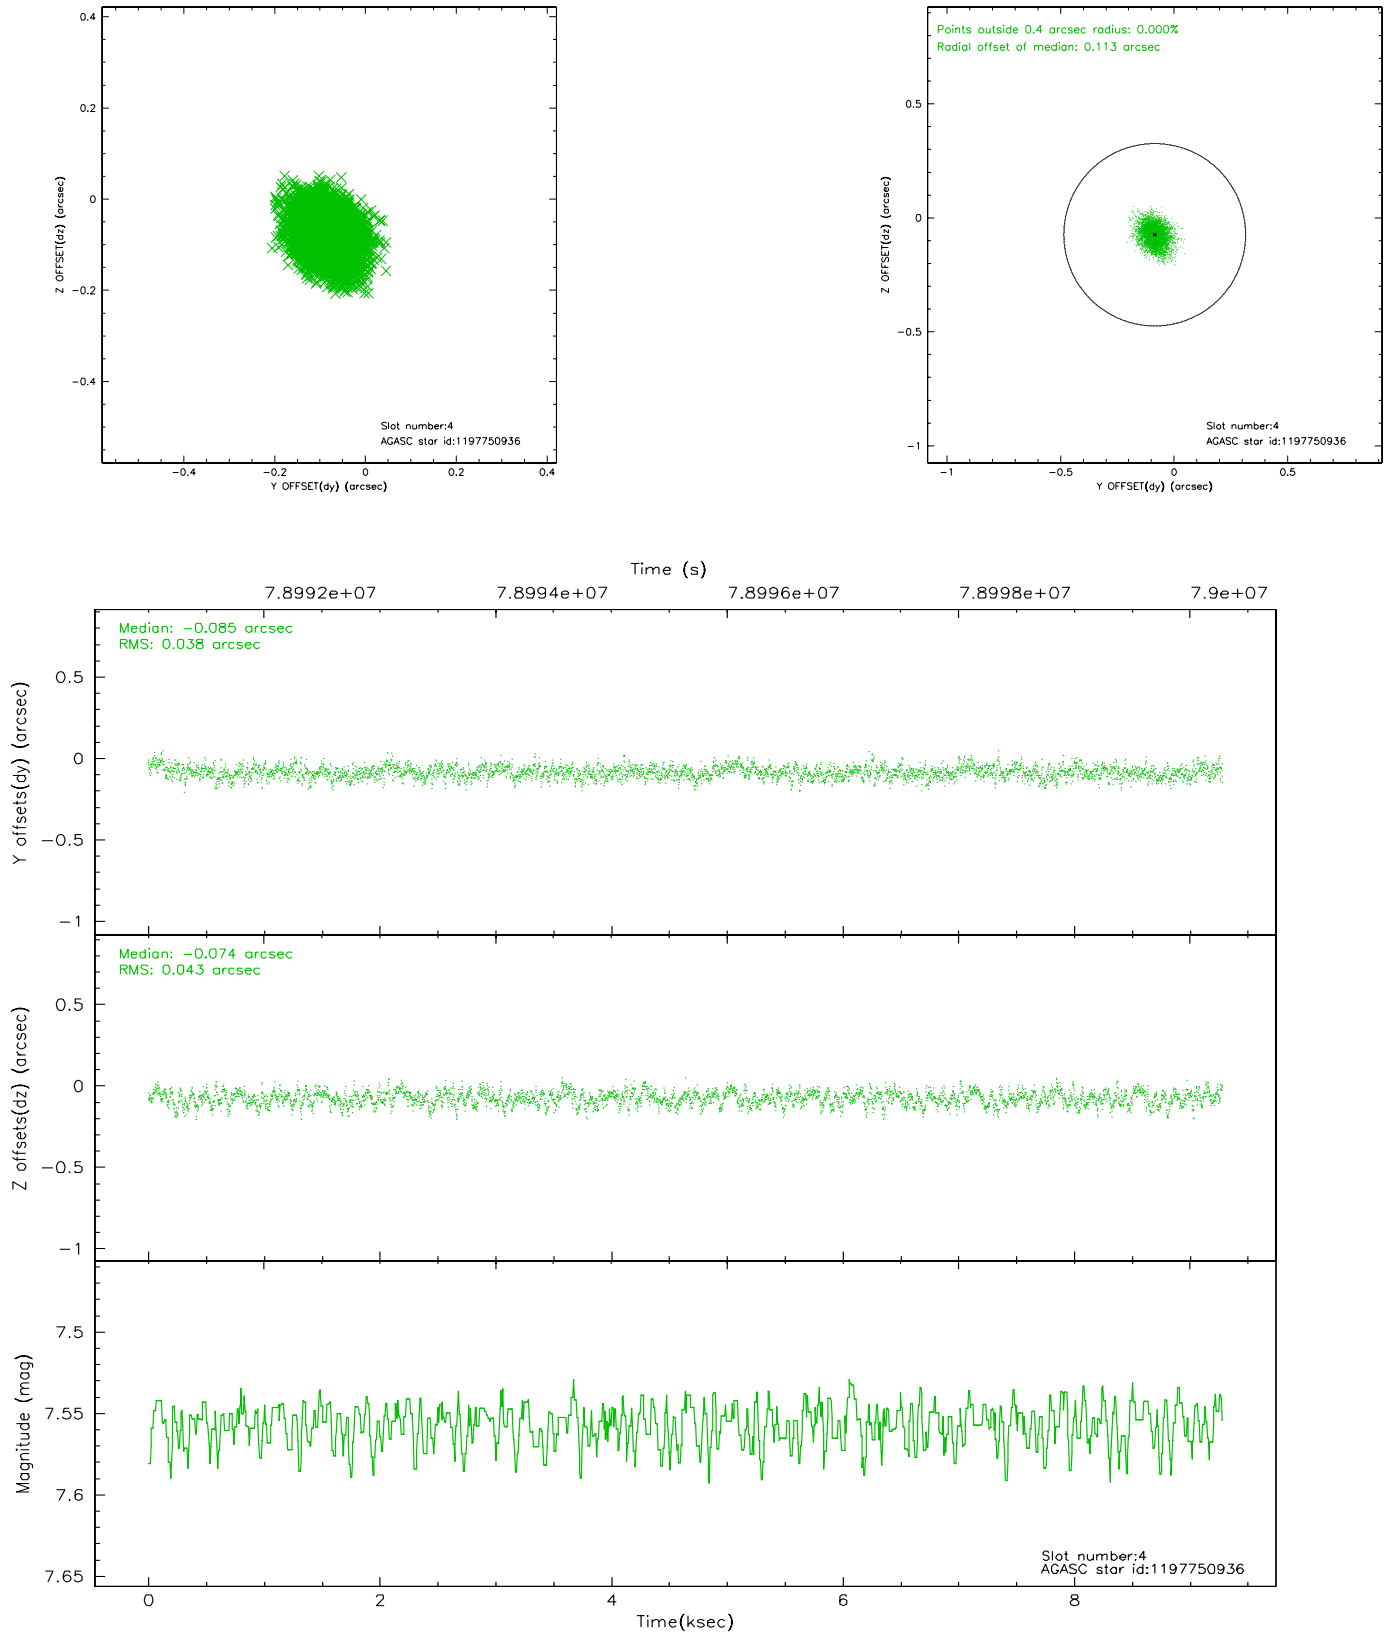 0.4
0.2
0
-0.2
-0.4
Z OFFSET(dz) (arcsec)
Slot number:4
AGASC star id:1197750936
-0.4 -0.2 0 0.2 0.4
Y OFFSET(dy) (arcsec)
Points outside 0.4 arcsec radius: 0.000%
Radial offset of median: 0.113 arcsec
0.5
0
-0.5
-1
Z OFFSET(dz) (arcsec)
Slot number:4
AGASC star id:1197750936
-1 -0.5 0 0.5
Y OFFSET(dy) (arcsec)
Time (s)
7.8992e+07 7.8994e+07 7.8996e+07 7.8998e+07 7.9e+07
Median: -0.085 arcsec
RMS: 0.038 arcsec
0.5
0
-0.5
-1
Y offsets(dy) (arcsec)
Median: -0.074 arcsec
RMS: 0.043 arcsec
0.5
0
-0.5
-1
Z offsets(dz) (arcsec)
7.5
7.55
7.6
7.65
Magnitude (mag)
Slot number:4
AGASC star id:1197750936
0 2 4 6 8
Time(ksec)